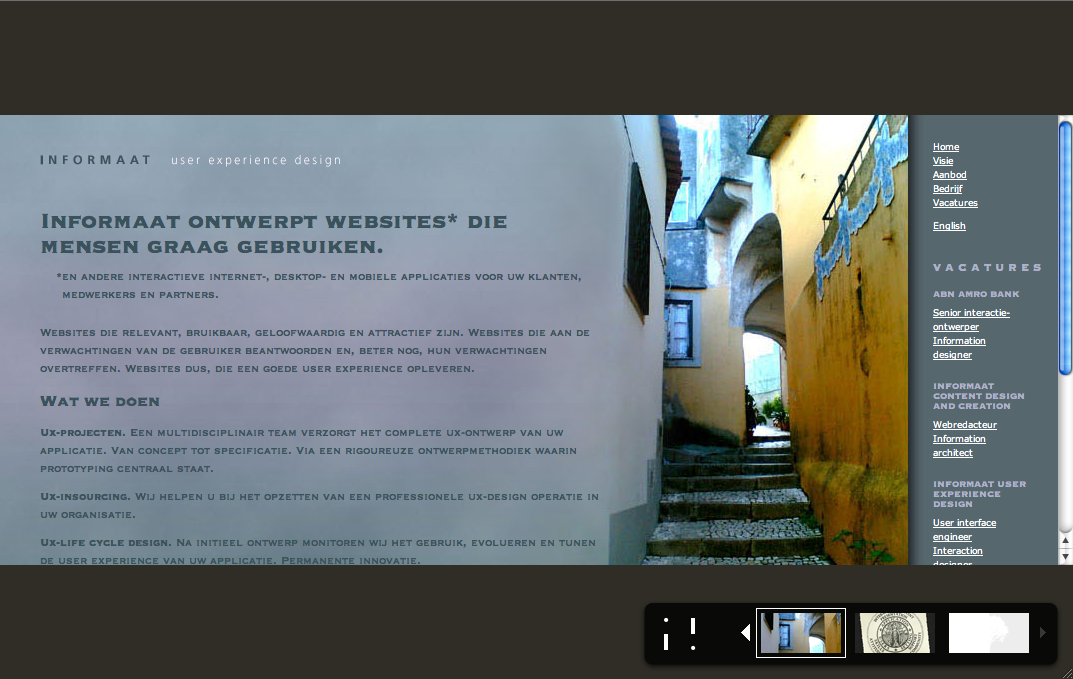 INFORMAAT user experience design
Informaat ontwerpt websites* die
mensen graag gebruiken.
*en andere interactieve internet-, desktop- en mobiele applicaties voor uw klanten,
medwerkers en partners.
Websites die relevant, bruikbaar, geloofwaardig en attractief zijn. Websites die aan de
verwachtingen van de gebruiker beantwoorden en, beter nog, hun verwachtingen
overtreffen. Websites dus, die een goede user experience opleveren.
Wat we doen
Ux-projecten. Een multidisciplinair team verzorgt het complete ux-ontwerp van uw
applicatie. Van concept tot specificatie. Via een rigoureuze ontwerpmethodiek waarin
prototyping centraal staat.
Ux-insourcing. Wij helpen u bij het opzetten van een professionele ux-design operatie in
uw organisatie.
Ux-life cycle design. Na initieel ontwerp monitoren wij het gebruik, evolueren en tunen
de user experience van uw applicatie. Permanente innovatie.
Home
Visie
Aanbod
Bedrijf
Vacatures
English
VACATURES
ABN AMRO BANK
Senior interactie-
ontwerper
Information
designer
INFORMAAT
CONTENT DESIGN
AND CREATION
Webredacteur
Information
architect
INFORMAAT USER
EXPERIENCE
DESIGN
User interface
engineer
Interaction
designer
¡ !